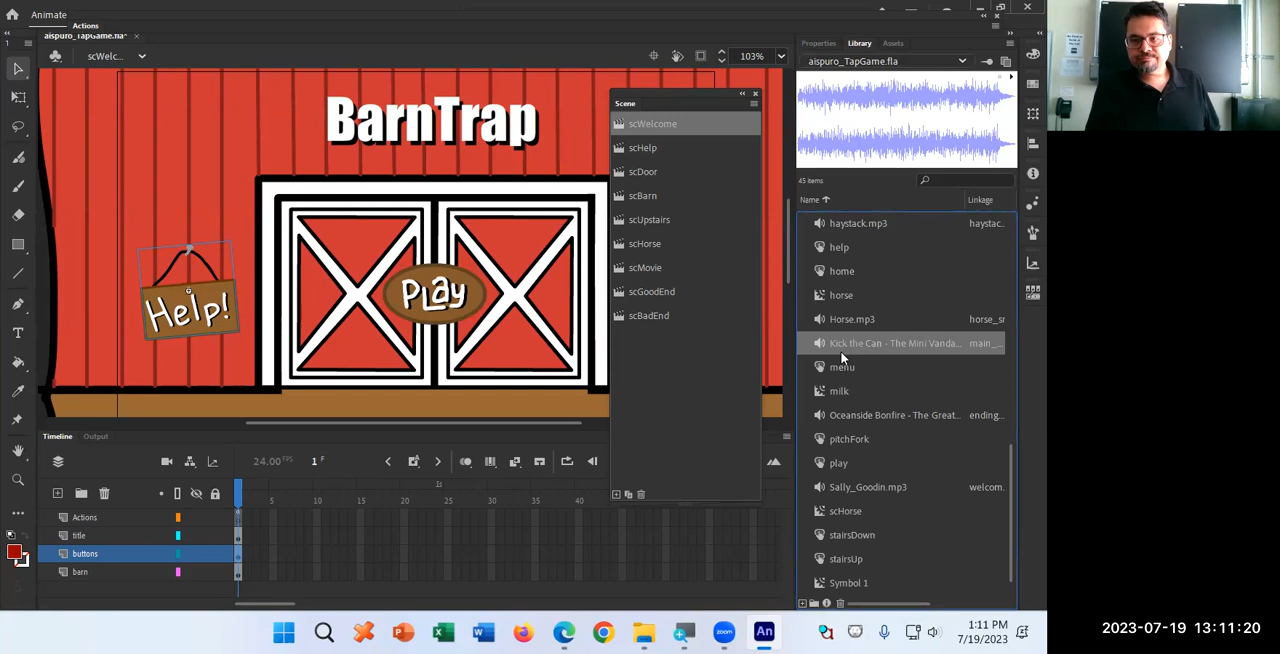 Animate
Actions
aispuro_TapGame.fla*
scWelc...
103%
BarnTrap
Help!
Play
Scene
scWelcome
scHelp
scDoor
scBarn
scUpstairs
scHorse
scMovie
scGoodEnd
scBadEnd
Properties
Library
Assets
aispuro_TapGame.fla
45 items
Name
Linkage
haystack.mp3
haystac..
help
home
horse
Horse.mp3
horse_sr
Kick the Can - The Mini Vanda...
main_...
menu
milk
Oceanside Bonfire - The Great...
ending..
pitchFork
play
Sally_Goodin.mp3
welcom.
scHorse
stairsDown
stairsUp
Symbol 1
Timeline
Output
24.00 FPS
1 F
1s
5 10 15 20 25 30 35 40
Actions
title
buttons
barn
1:11 PM
7/19/2023
2023-07-19 13:11:20